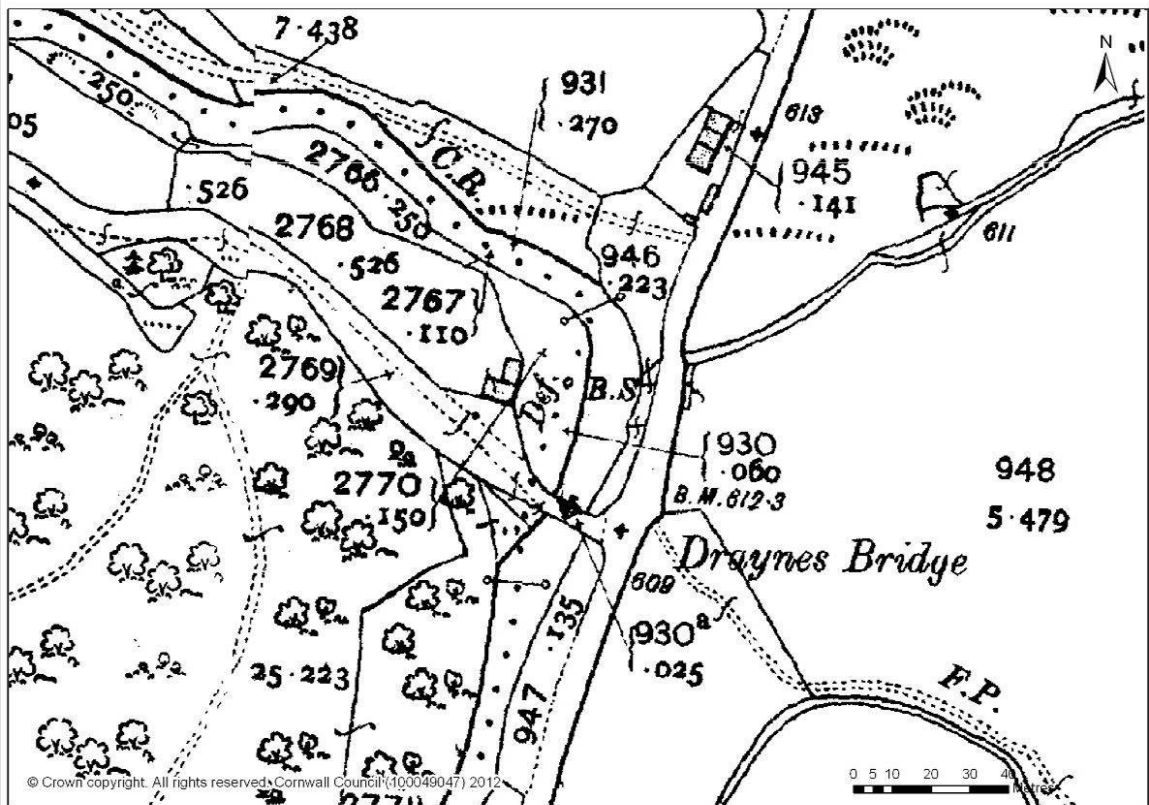 7·438
N
·250
931
·270
613
05
C.R.
945
·141
·526
2766·250
2768
·526
946
·223
611
2767
·110
a
2769
·290
Def.
B.S.
930
·060
948
5·479
2770
·150
B.M.612·3
Draynes Bridge
609
·135
930a
·025
25·223
F.P.
947
© Crown copyright. All rights reserved. Cornwall Council (100049047) 2012
0 5 10 20 30 40
Metres